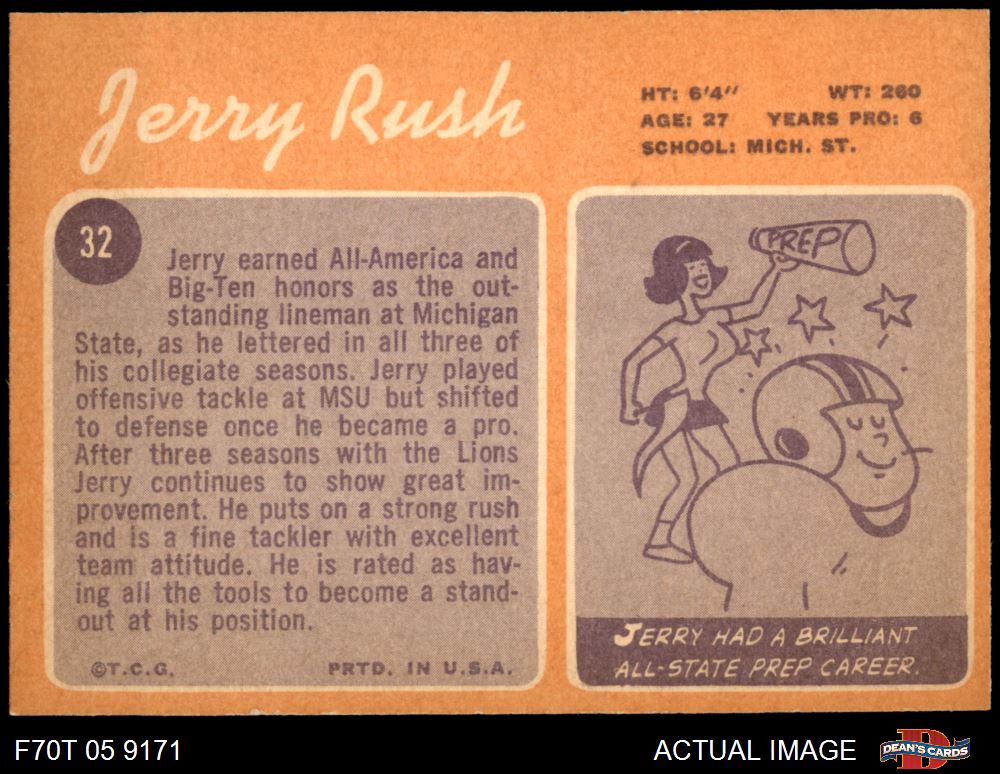 Jerry Rush
HT: 6'4" WT: 260
AGE: 27 YEARS PRO: 6
SCHOOL: MICH. ST.
32
Jerry earned All-America and
Big-Ten honors as the out-
standing lineman at Michigan
State, as he lettered in all three of
his collegiate seasons. Jerry played
offensive tackle at MSU but shifted
to defense once he became a pro.
After three seasons with the Lions
Jerry continues to show great im-
provement. He puts on a strong rush
and is a fine tackler with excellent
team attitude. He is rated as hav-
ing all the tools to become a stand-
out at his position.
©T.C.G. PRTD. IN U.S.A.
PREP
JERRY HAD A BRILLIANT
ALL-STATE PREP CAREER.
F70T 05 9171
ACTUAL IMAGE
DEAN'S CARDS